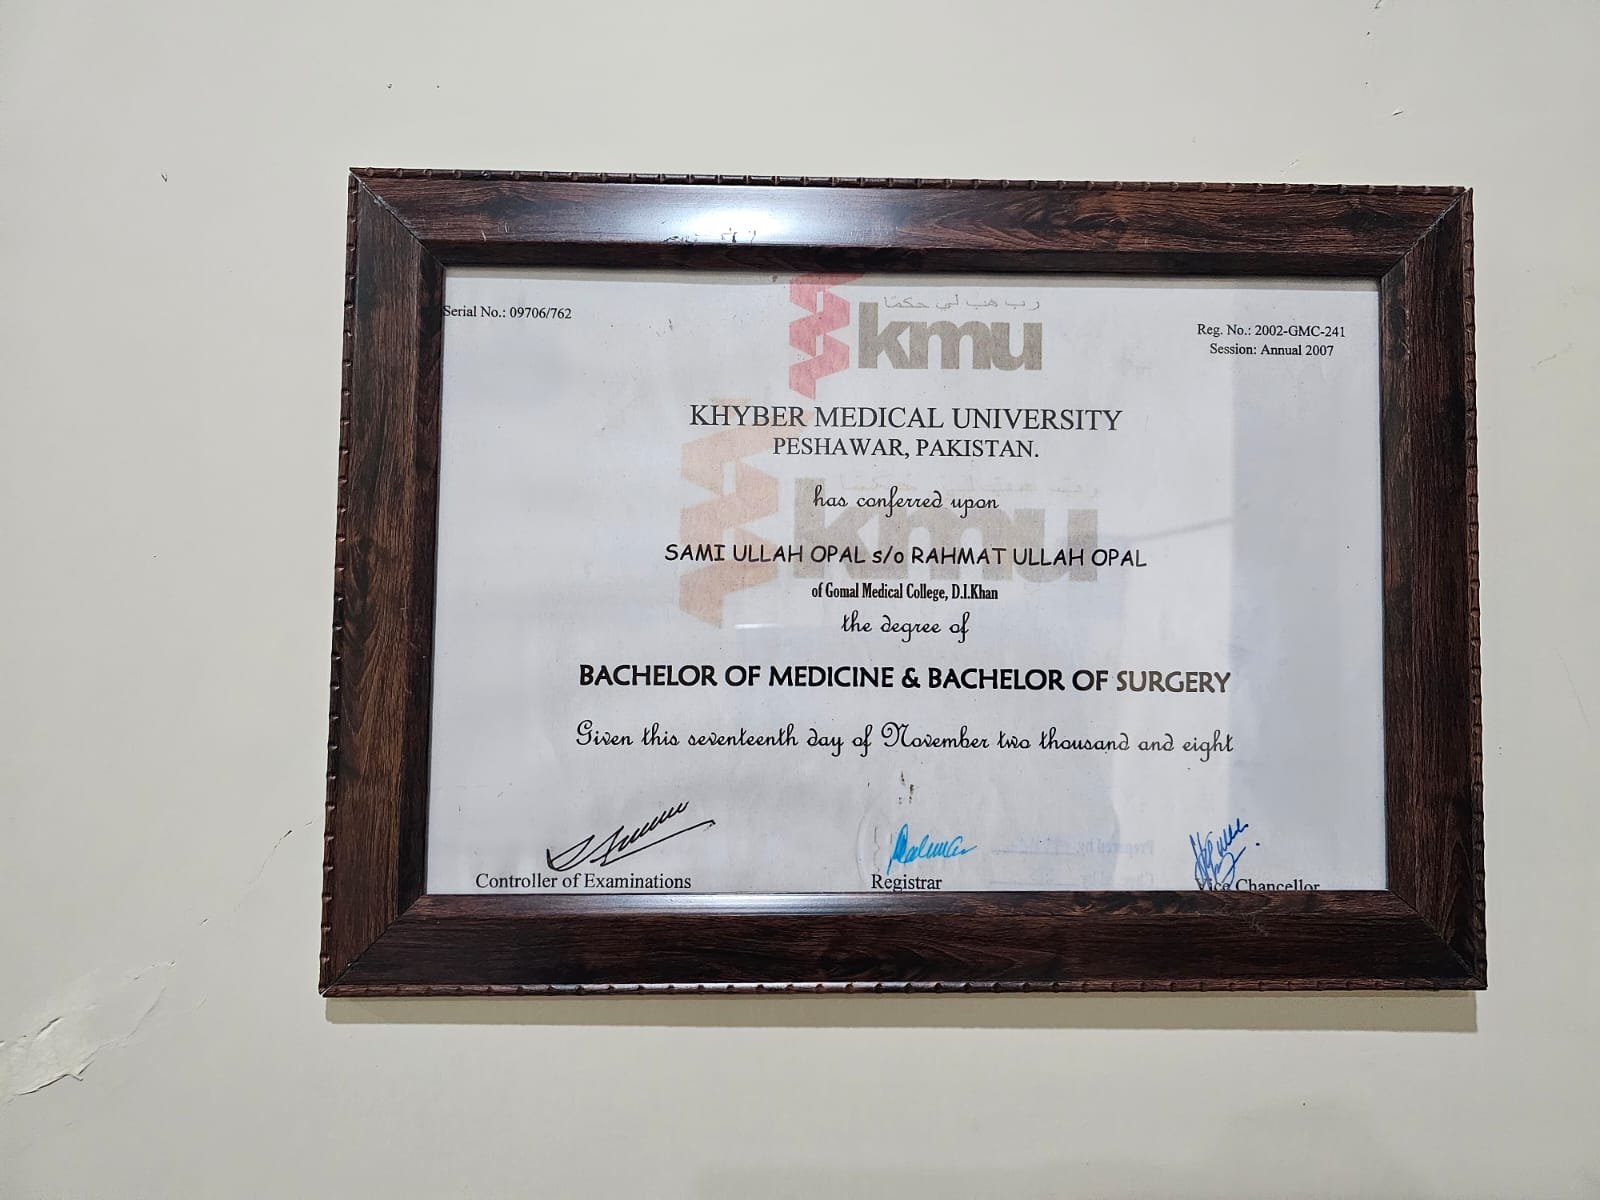 Serial No.: 09706/762
رب هب لي حكمًا
kmu
Reg. No.: 2002-GMC-241
Session: Annual 2007
KHYBER MEDICAL UNIVERSITY
PESHAWAR, PAKISTAN.
kmu
has conferred upon
SAMI ULLAH OPAL s/o RAHMAT ULLAH OPAL
of Gomal Medical College, D.I.Khan
the degree of
BACHELOR OF MEDICINE & BACHELOR OF SURGERY
Given this seventeenth day of November two thousand and eight
Controller of Examinations
Registrar
Vice Chancellor